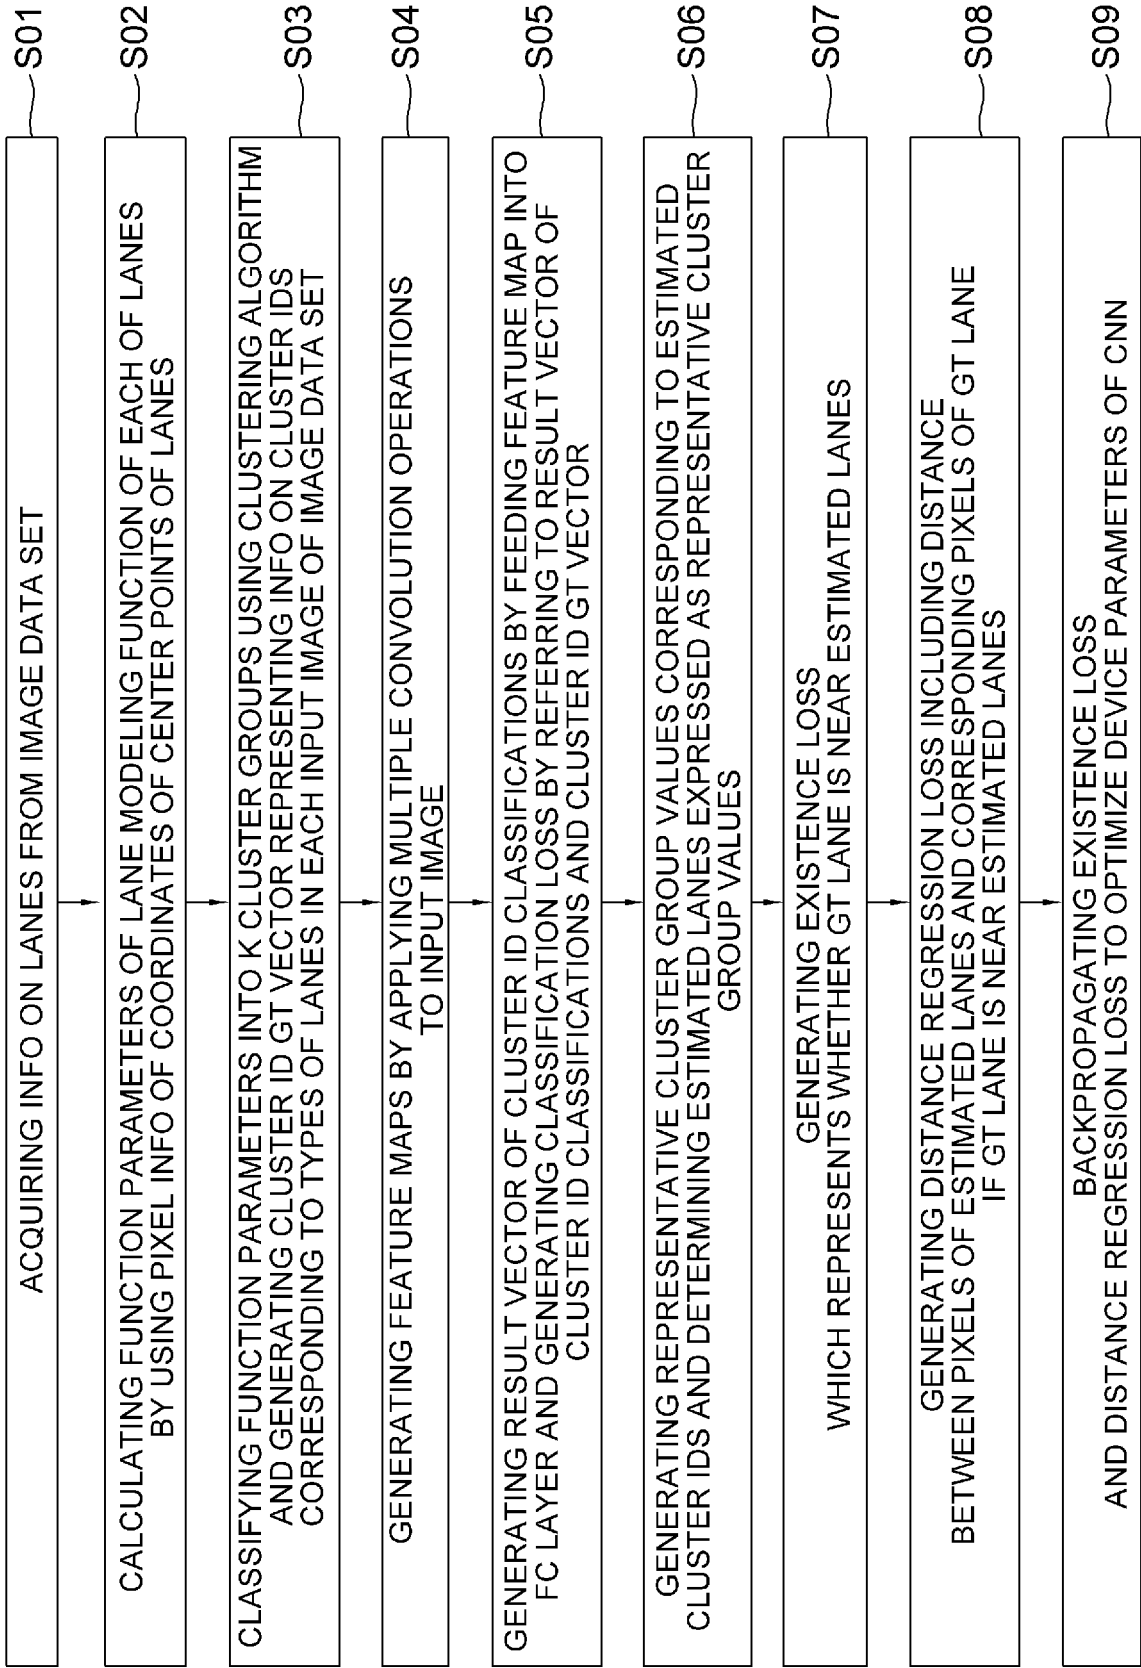 ACQUIRING INFO ON LANES FROM IMAGE DATA SET
S01
CALCULATING FUNCTION PARAMETERS OF LANE MODELING FUNCTION OF EACH OF LANES
BY USING PIXEL INFO OF COORDINATES OF CENTER POINTS OF LANES
S02
CLASSIFYING FUNCTION PARAMETERS INTO K CLUSTER GROUPS USING CLUSTERING ALGORITHM
AND GENERATING CLUSTER ID GT VECTOR REPRESENTING INFO ON CLUSTER IDS
CORRESPONDING TO TYPES OF LANES IN EACH INPUT IMAGE OF IMAGE DATA SET
S03
GENERATING FEATURE MAPS BY APPLYING MULTIPLE CONVOLUTION OPERATIONS
TO INPUT IMAGE
S04
GENERATING RESULT VECTOR OF CLUSTER ID CLASSIFICATIONS BY FEEDING FEATURE MAP INTO
FC LAYER AND GENERATING CLASSIFICATION LOSS BY REFERRING TO RESULT VECTOR OF
CLUSTER ID CLASSIFICATIONS AND CLUSTER ID GT VECTOR
S05
GENERATING REPRESENTATIVE CLUSTER GROUP VALUES CORRESPONDING TO ESTIMATED
CLUSTER IDS AND DETERMINING ESTIMATED LANES EXPRESSED AS REPRESENTATIVE CLUSTER
GROUP VALUES
S06
GENERATING EXISTENCE LOSS
WHICH REPRESENTS WHETHER GT LANE IS NEAR ESTIMATED LANES
S07
GENERATING DISTANCE REGRESSION LOSS INCLUDING DISTANCE
BETWEEN PIXELS OF ESTIMATED LANES AND CORRESPONDING PIXELS OF GT LANE
IF GT LANE IS NEAR ESTIMATED LANES
S08
BACKPROPAGATING EXISTENCE LOSS
AND DISTANCE REGRESSION LOSS TO OPTIMIZE DEVICE PARAMETERS OF CNN
S09